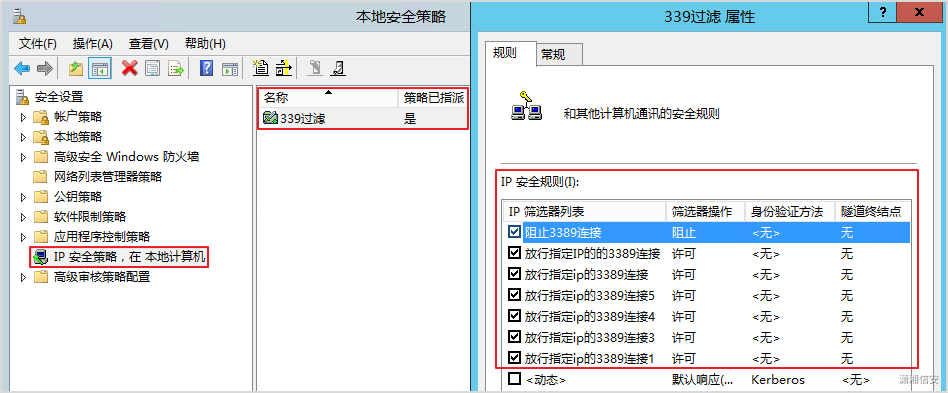 本地安全策略
文件(F) 操作(A) 查看(V) 帮助(H)
安全设置
帐户策略
本地策略
高级安全 Windows 防火墙
网络列表管理器策略
公钥策略
软件限制策略
应用程序控制策略
IP 安全策略，在 本地计算机
高级审核策略配置
名称 策略已指派
339过滤 是
339过滤 属性
? x
规则 常规
和其他计算机通讯的安全规则
IP 安全规则(I):
IP 筛选器列表 筛选器操作 身份验证方法 隧道终结点
阻止3389连接 阻止 <无> 无
放行指定IP的的3389连接 许可 <无> 无
放行指定ip的3389连接 许可 <无> 无
放行指定ip的3389连接5 许可 <无> 无
放行指定ip的3389连接4 许可 <无> 无
放行指定ip的3389连接3 许可 <无> 无
放行指定ip的3389连接1 许可 <无> 无
<动态> 默认响应(... Kerberos <无>
潇湘信安